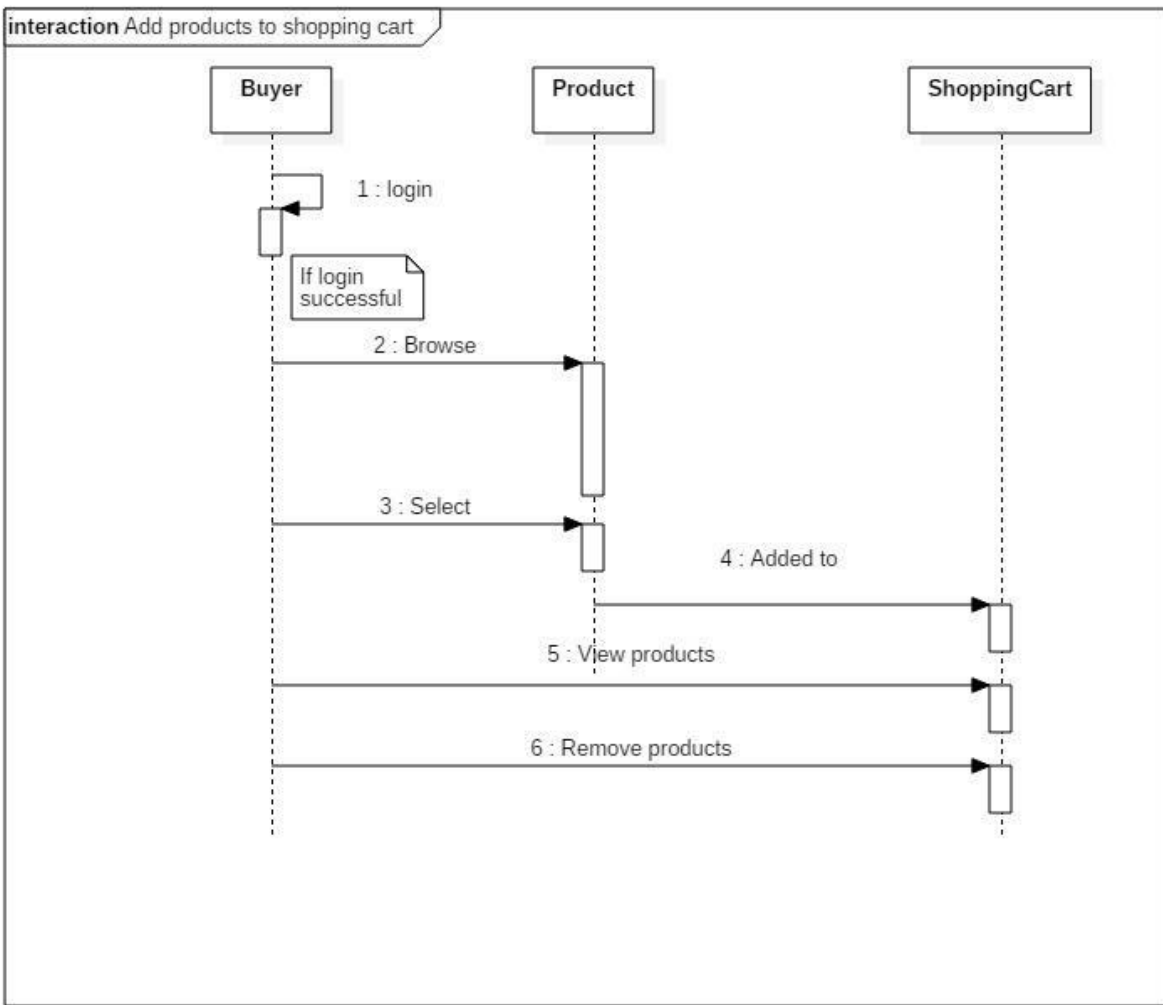 interaction Add products to shopping cart
Buyer
Product
ShoppingCart
1 : login
If login
successful
2 : Browse
3 : Select
4 : Added to
5 : View products
6 : Remove products